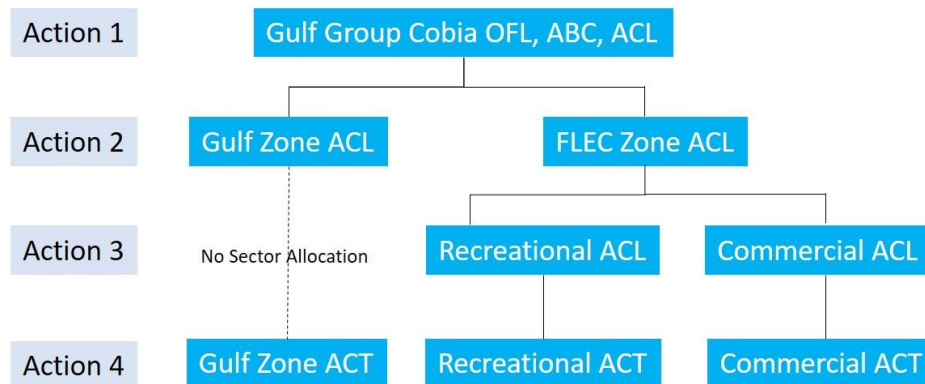 Action 1
Gulf Group Cobia OFL, ABC, ACL
Action 2
Gulf Zone ACL
FLEC Zone ACL
Action 3
No Sector Allocation
Recreational ACL
Commercial ACL
Action 4
Gulf Zone ACT
Recreational ACT
Commercial ACT